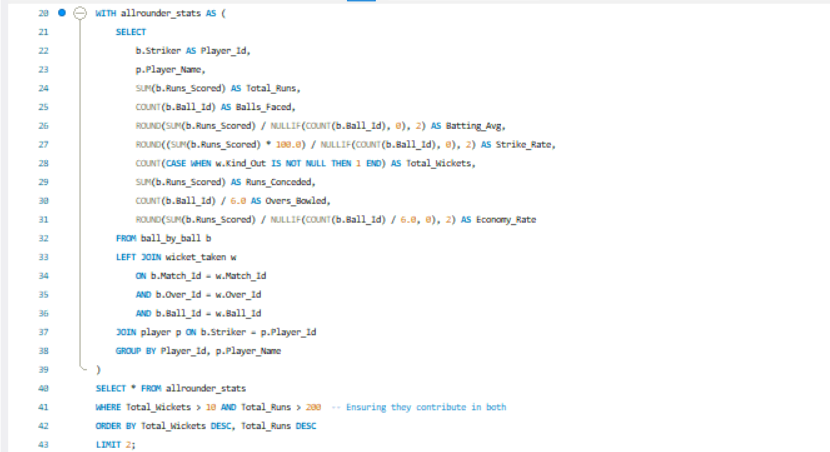 20 WITH allrounder_stats AS (
21 SELECT
22 b.Striker AS Player_Id,
23 p.Player_Name,
24 SUM(b.Runs_Scored) AS Total_Runs,
25 COUNT(b.Ball_Id) AS Balls_Faced,
26 ROUND(SUM(b.Runs_Scored) / NULLIF(COUNT(b.Ball_Id), 0), 2) AS Batting_Avg,
27 ROUND((SUM(b.Runs_Scored) * 100.0) / NULLIF(COUNT(b.Ball_Id), 0), 2) AS Strike_Rate,
28 COUNT(CASE WHEN w.Kind_Out IS NOT NULL THEN 1 END) AS Total_Wickets,
29 SUM(b.Runs_Scored) AS Runs_Conceded,
30 COUNT(b.Ball_Id) / 6.0 AS Overs_Bowled,
31 ROUND(SUM(b.Runs_Scored) / NULLIF(COUNT(b.Ball_Id) / 6.0, 0), 2) AS Economy_Rate
32 FROM ball_by_ball b
33 LEFT JOIN wicket_taken w
34 ON b.Match_Id = w.Match_Id
35 AND b.Over_Id = w.Over_Id
36 AND b.Ball_Id = w.Ball_Id
37 JOIN player p ON b.Striker = p.Player_Id
38 GROUP BY Player_Id, p.Player_Name
39 )
40 SELECT * FROM allrounder_stats
41 WHERE Total_Wickets > 10 AND Total_Runs > 200 -- Ensuring they contribute in both
42 ORDER BY Total_Wickets DESC, Total_Runs DESC
43 LIMIT 2;